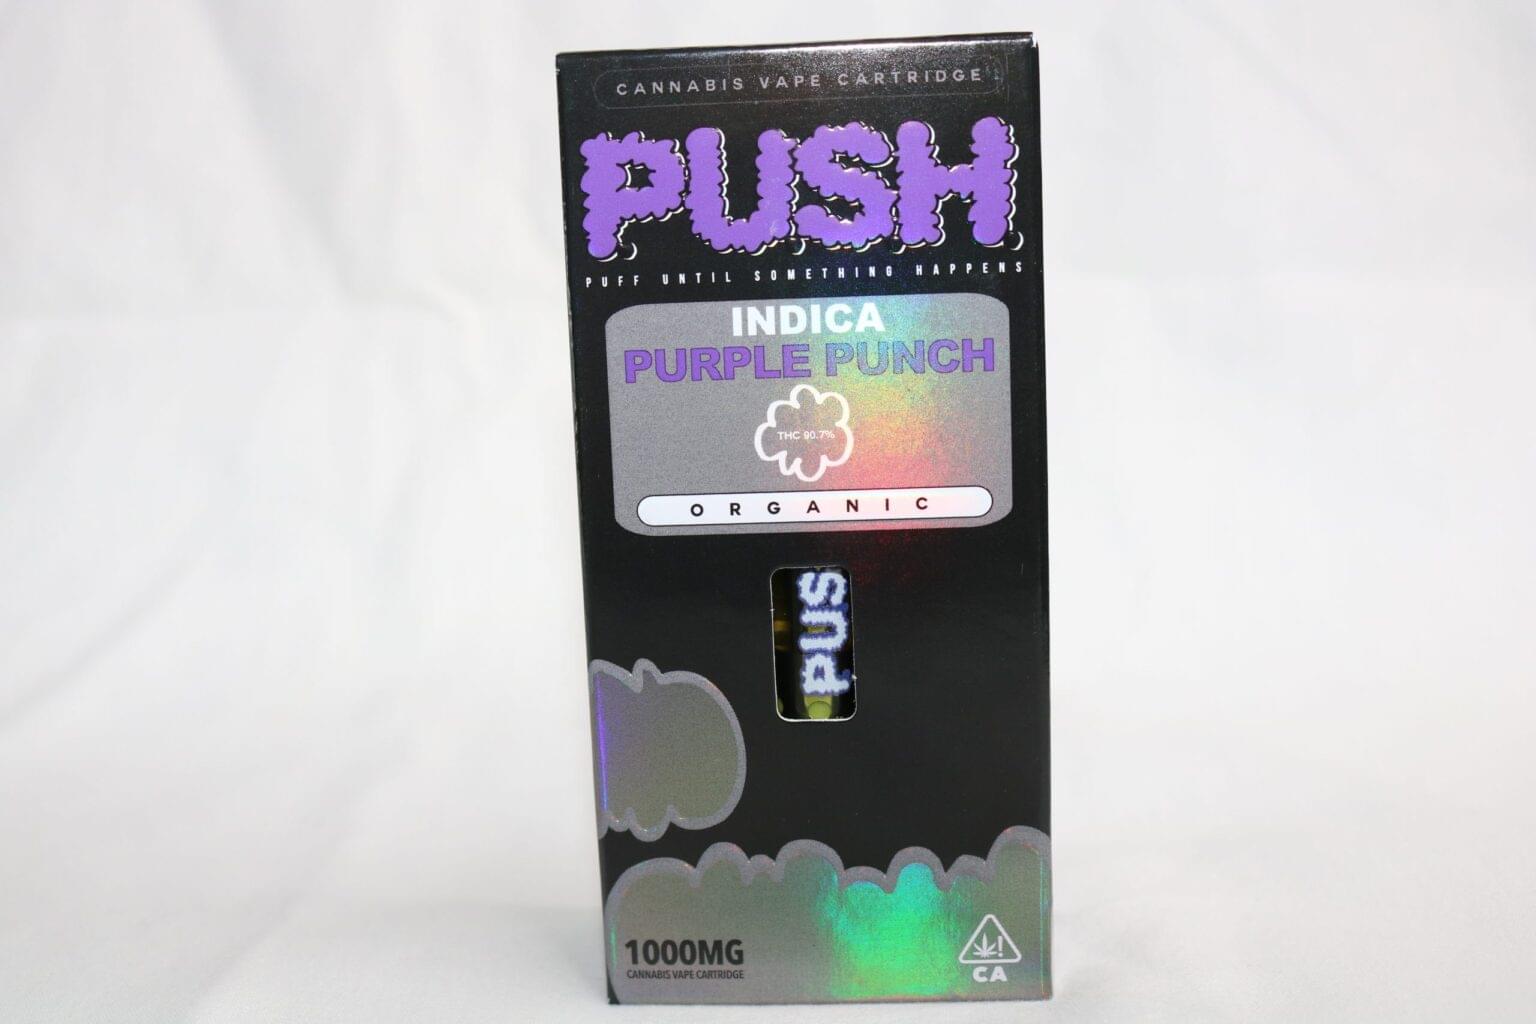 CANNABIS VAPE CARTRIDGE
PUSH
PUFF UNTIL SOMETHING HAPPENS
INDICA
PURPLE PUNCH
THC 90.7%
ORGANIC
PUS
1000MG
CANNABIS VAPE CARTRIDGE
!
CA